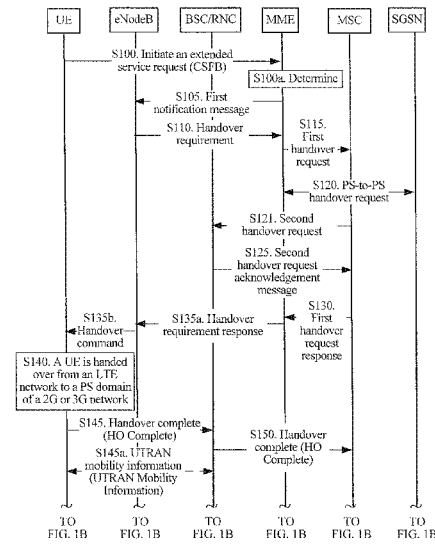 UE
eNodeB
BSC/RNC
MME
MSC
SGSN
S100. Initiate an extended
service request (CSFB)
S100a. Determine
S105. First
notification message
S110. Handover
requirement
S115.
First
handover
request
S120. PS-to-PS
handover request
S121. Second
handover request
S125. Second
handover request
acknowledgement
message
S130.
First
handover
request
response
S135b.
Handover
command
S135a. Handover
requirement response
S140. A UE is handed
over from an LTE
network to a PS domain
of a 2G or 3G network
S145. Handover complete
(HO Complete)
S150. Handover
complete (HO
Complete)
S145a. UTRAN
mobility information
(UTRAN Mobility
Information)
TO
FIG. 1B
TO
FIG. 1B
TO
FIG. 1B
TO
FIG. 1B
TO
FIG. 1B
TO
FIG. 1B